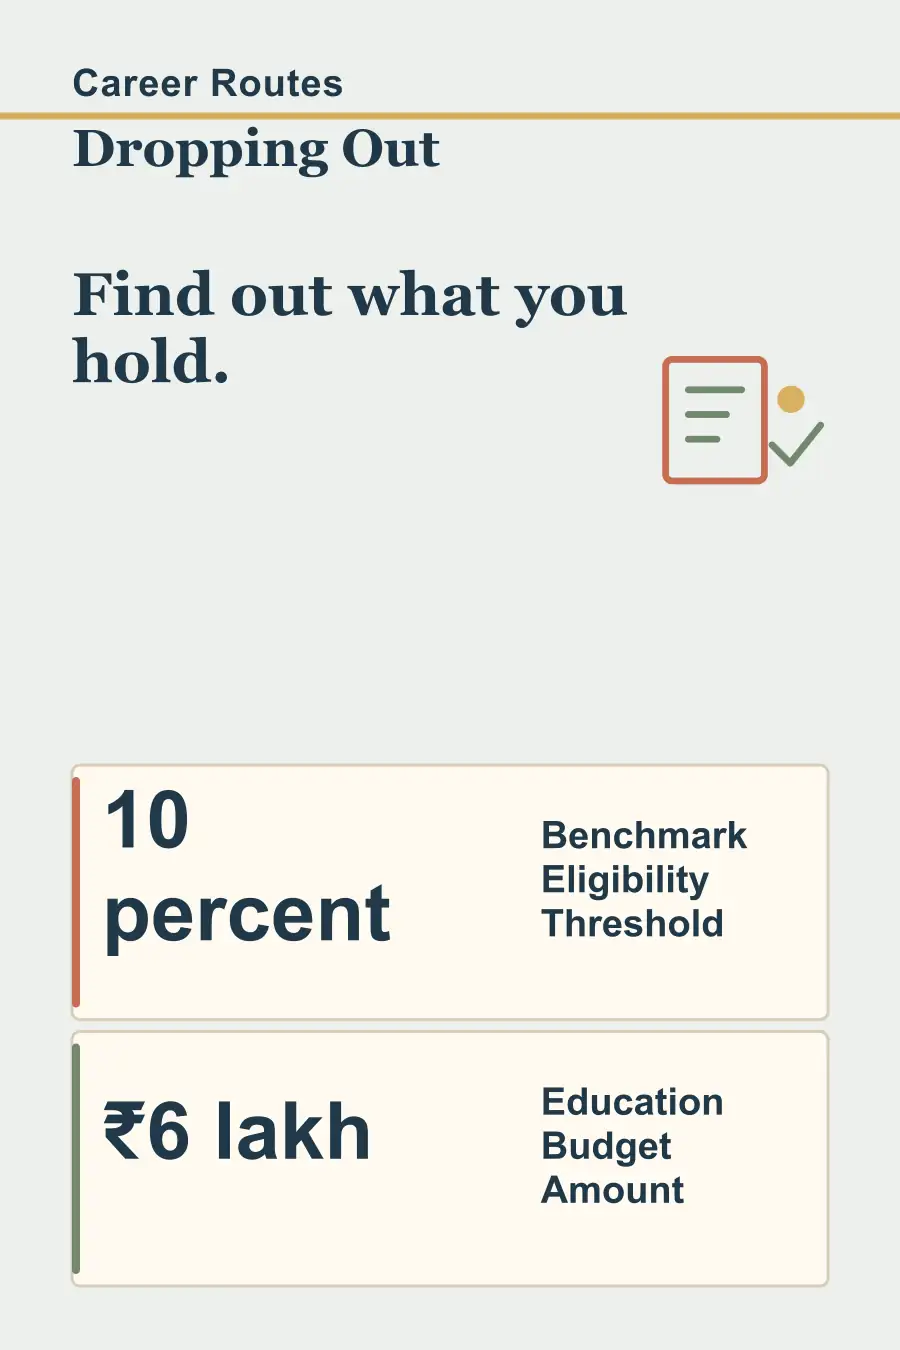 Career Routes
Dropping Out
Find out what you
hold.
10
percent
Benchmark
Eligibility
Threshold
₹6 lakh
Education
Budget
Amount